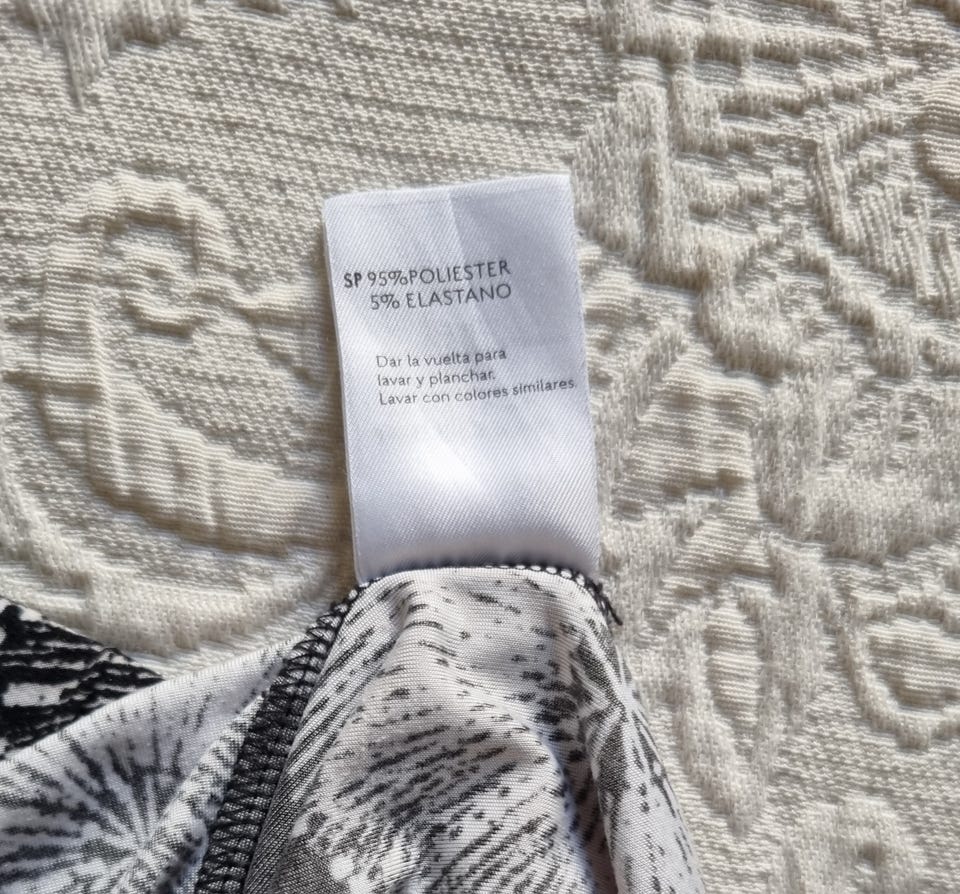 SP 95%POLIESTER
5% ELASTANO
Dar la vuelta para
lavar y planchar.
Lavar con colores similares.